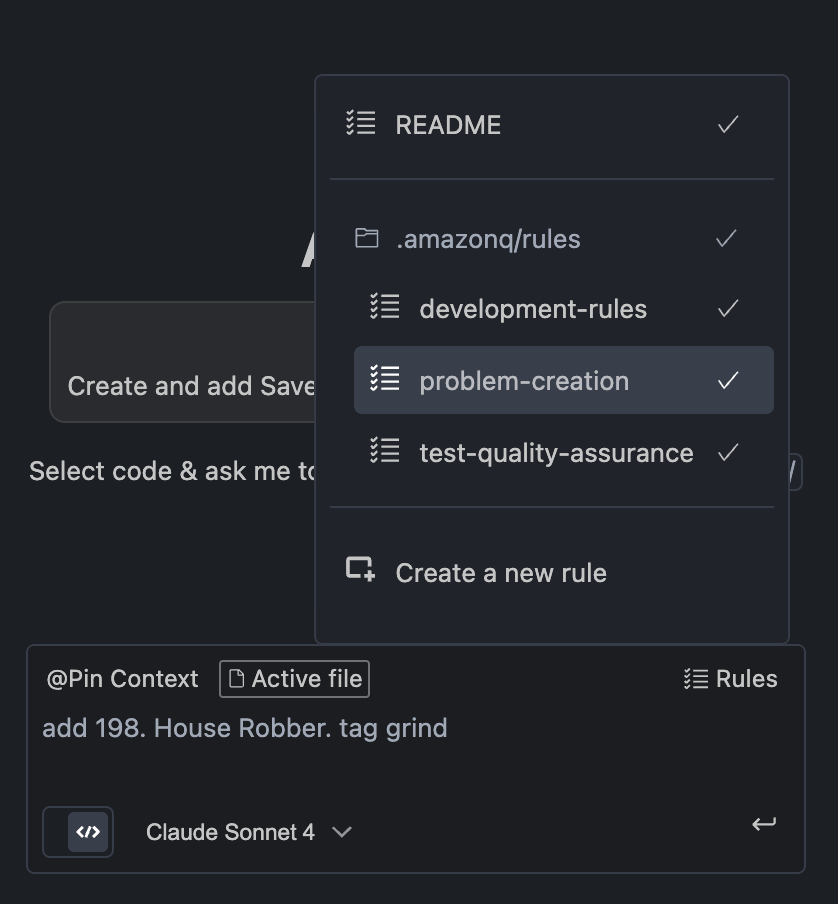 README
.amazonq/rules
development-rules
problem-creation
Create and add Save
test-quality-assurance
Select code & ask me to
/
Create a new rule
@Pin Context Active file Rules
add 198. House Robber. tag grind
</> Claude Sonnet 4